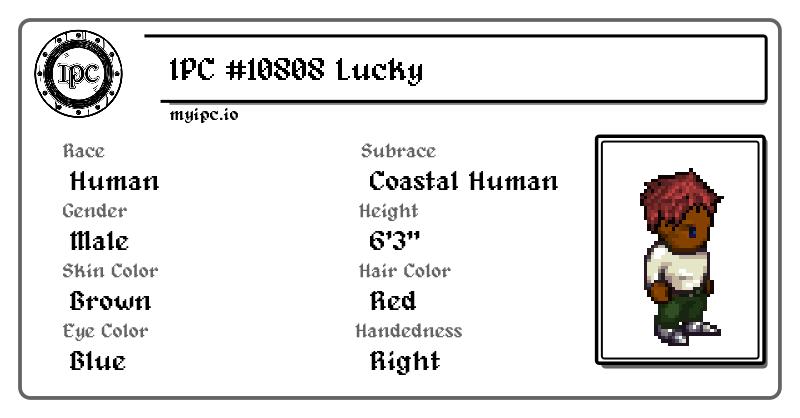 IPC
IPC #10808 Lucky
myipc.io
Race
Human
Subrace
Coastal Human
Gender
Male
Height
6'3"
Skin Color
Brown
Hair Color
Red
Eye Color
Blue
Handedness
Right